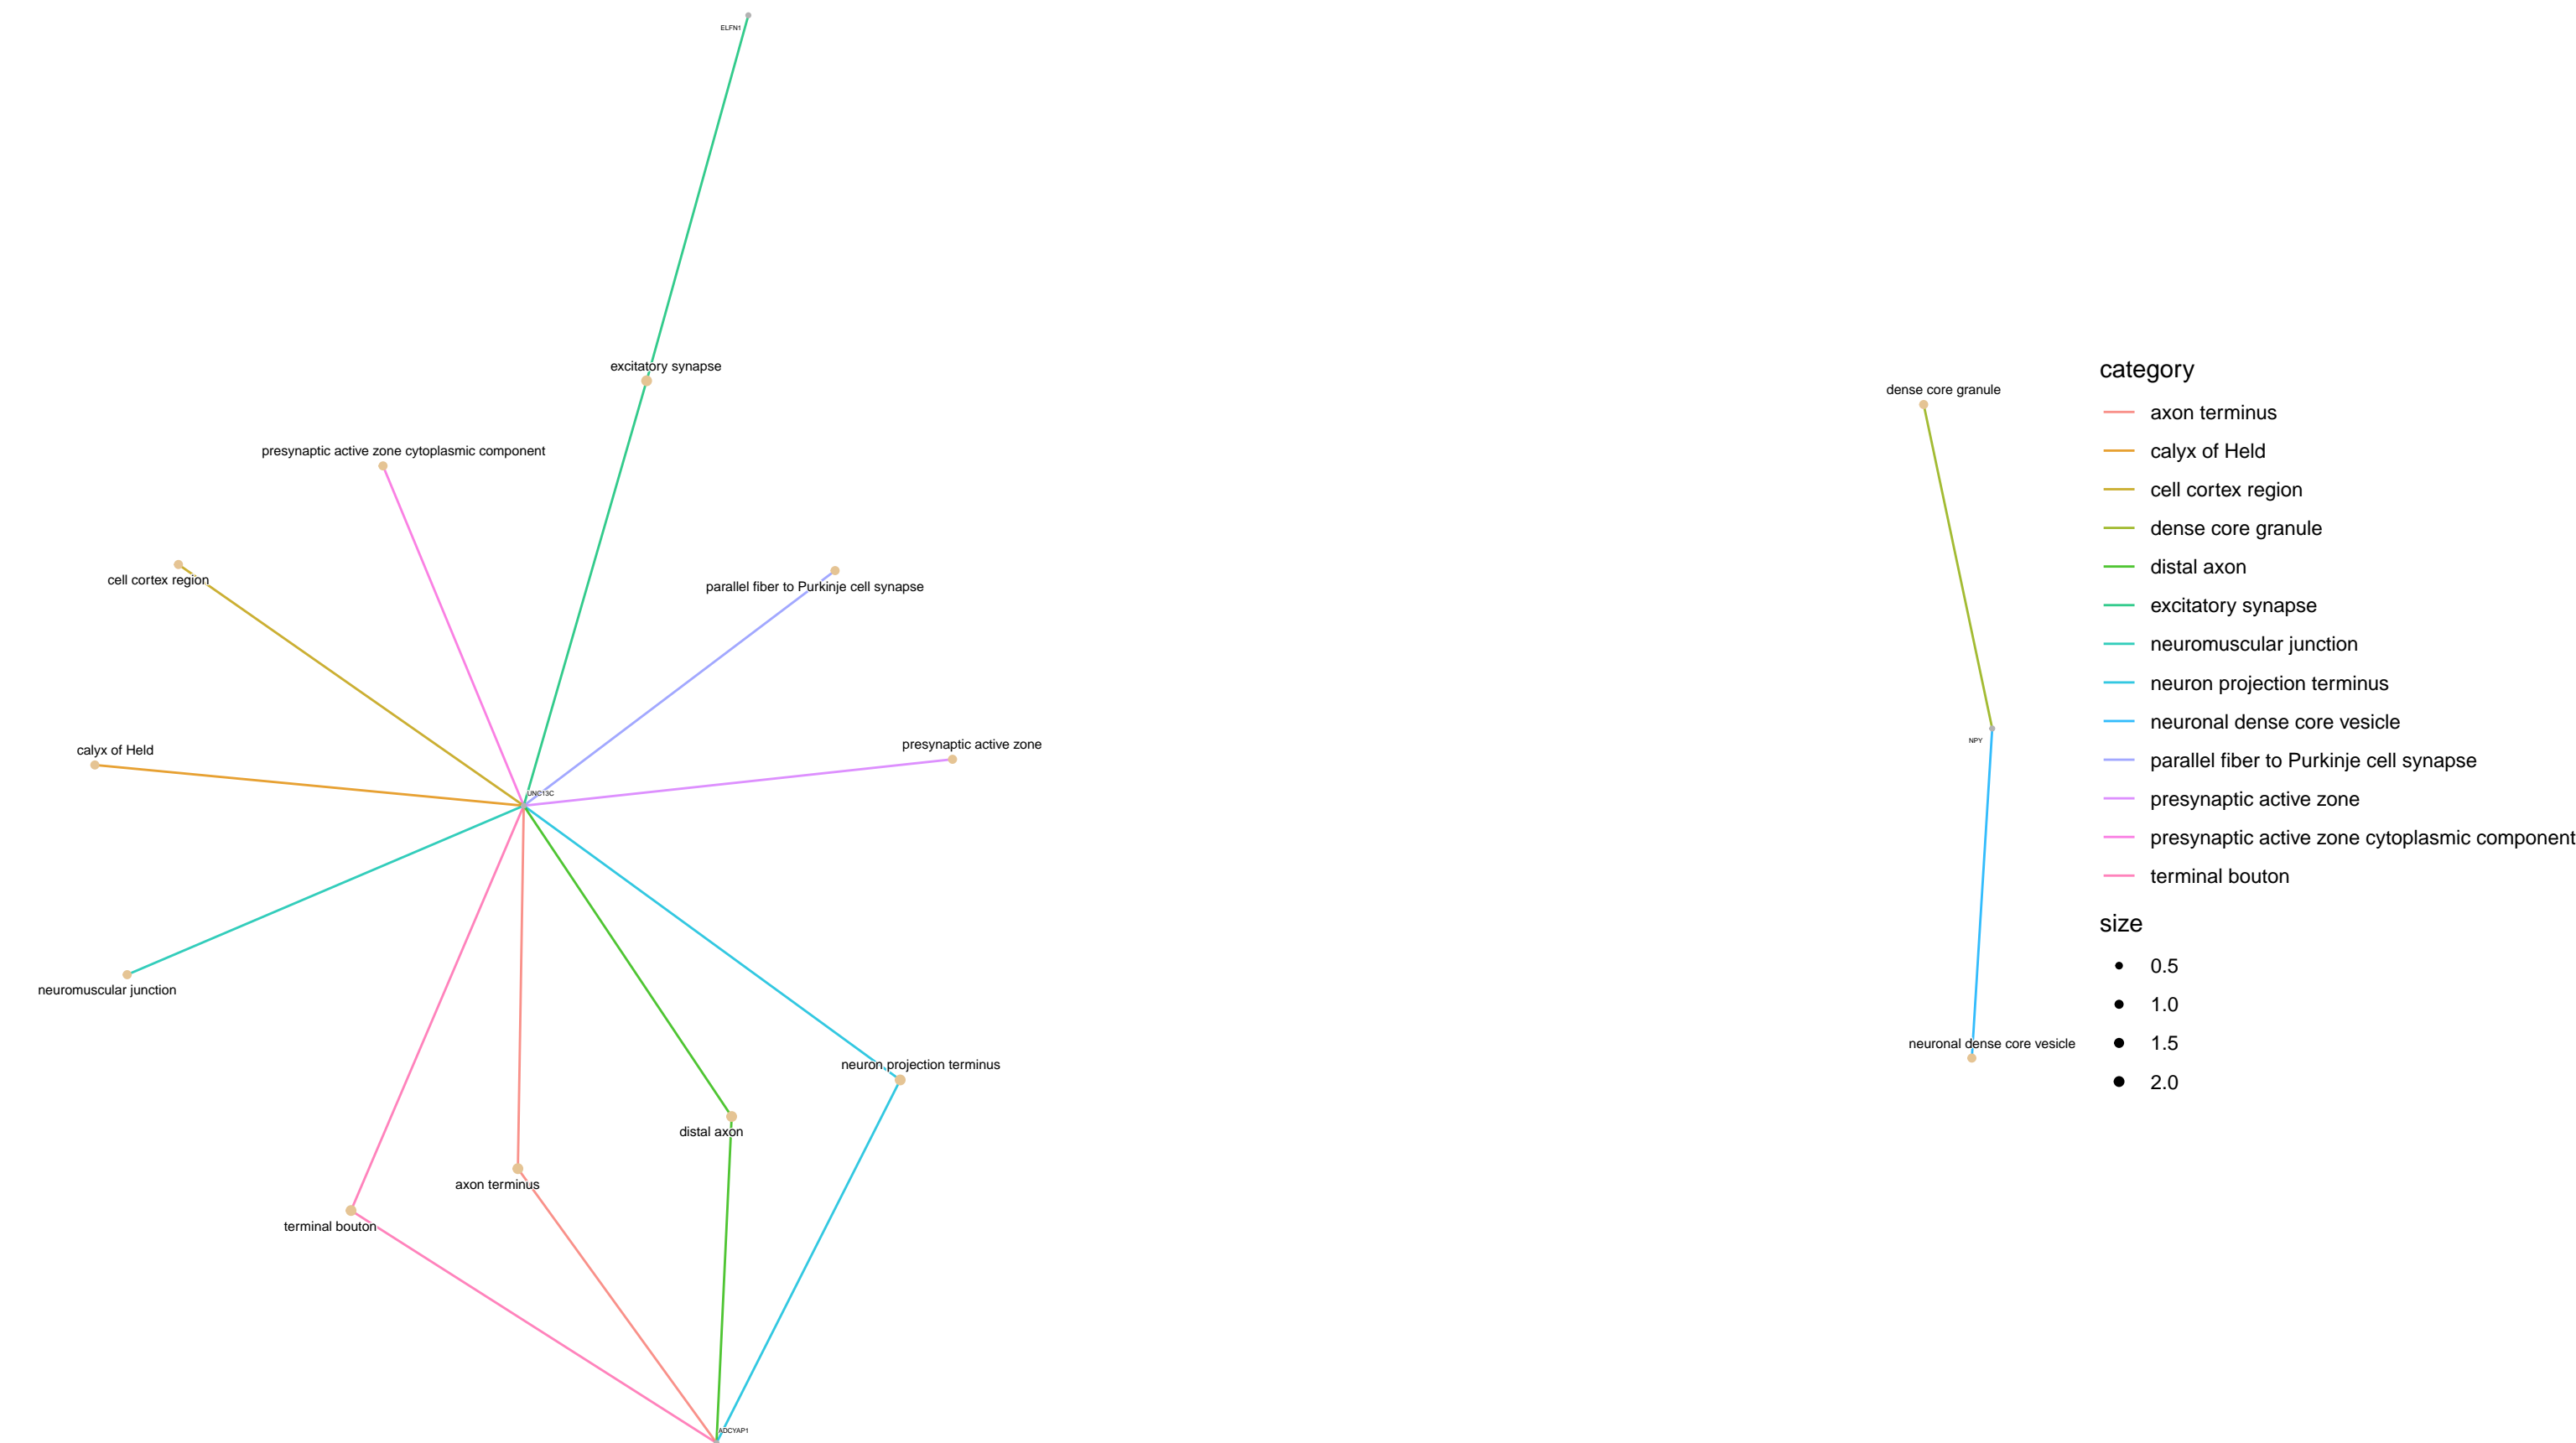 ELFN1
excitatory synapse
presynaptic active zone cytoplasmic component
cell cortex region
parallel fiber to Purkinje cell synapse
presynaptic active zone
calyx of Held
UNC13C
neuromuscular junction
neuron projection terminus
distal axon
axon terminus
terminal bouton
ADCYAP1
dense core granule
NPY
neuronal dense core vesicle
category
axon terminus
calyx of Held
cell cortex region
dense core granule
distal axon
excitatory synapse
neuromuscular junction
neuron projection terminus
neuronal dense core vesicle
parallel fiber to Purkinje cell synapse
presynaptic active zone
presynaptic active zone cytoplasmic component
terminal bouton
size
0.5
1.0
1.5
2.0